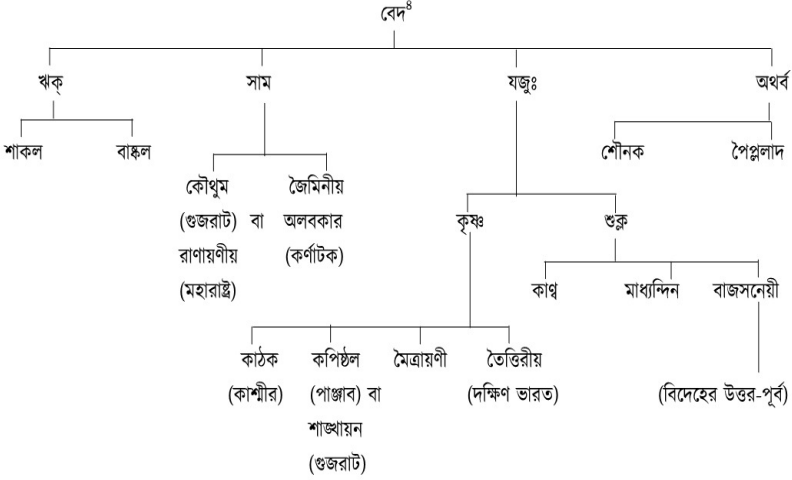 বেদ⁴
ঋক্ সাম যজুঃ অথর্ব
শাকল বাষ্কল শৌনক পৈপ্পলাদ
কৌথুম জৈমিনীয়
(গুজরাট) বা অলবকার কৃষ্ণ শুক্ল
রাণায়ণীয় (কর্ণাটক)
(মহারাষ্ট্র) কাণ্ব মাধ্যন্দিন বাজসনেয়ী
কাঠক কপিষ্ঠল মৈত্রায়ণী তৈত্তিরীয়
(কাশ্মীর) (পাঞ্জাব) বা (দক্ষিণ ভারত) (বিদেহের উত্তর-পূর্ব)
শাঙ্খায়ন
(গুজরাট)